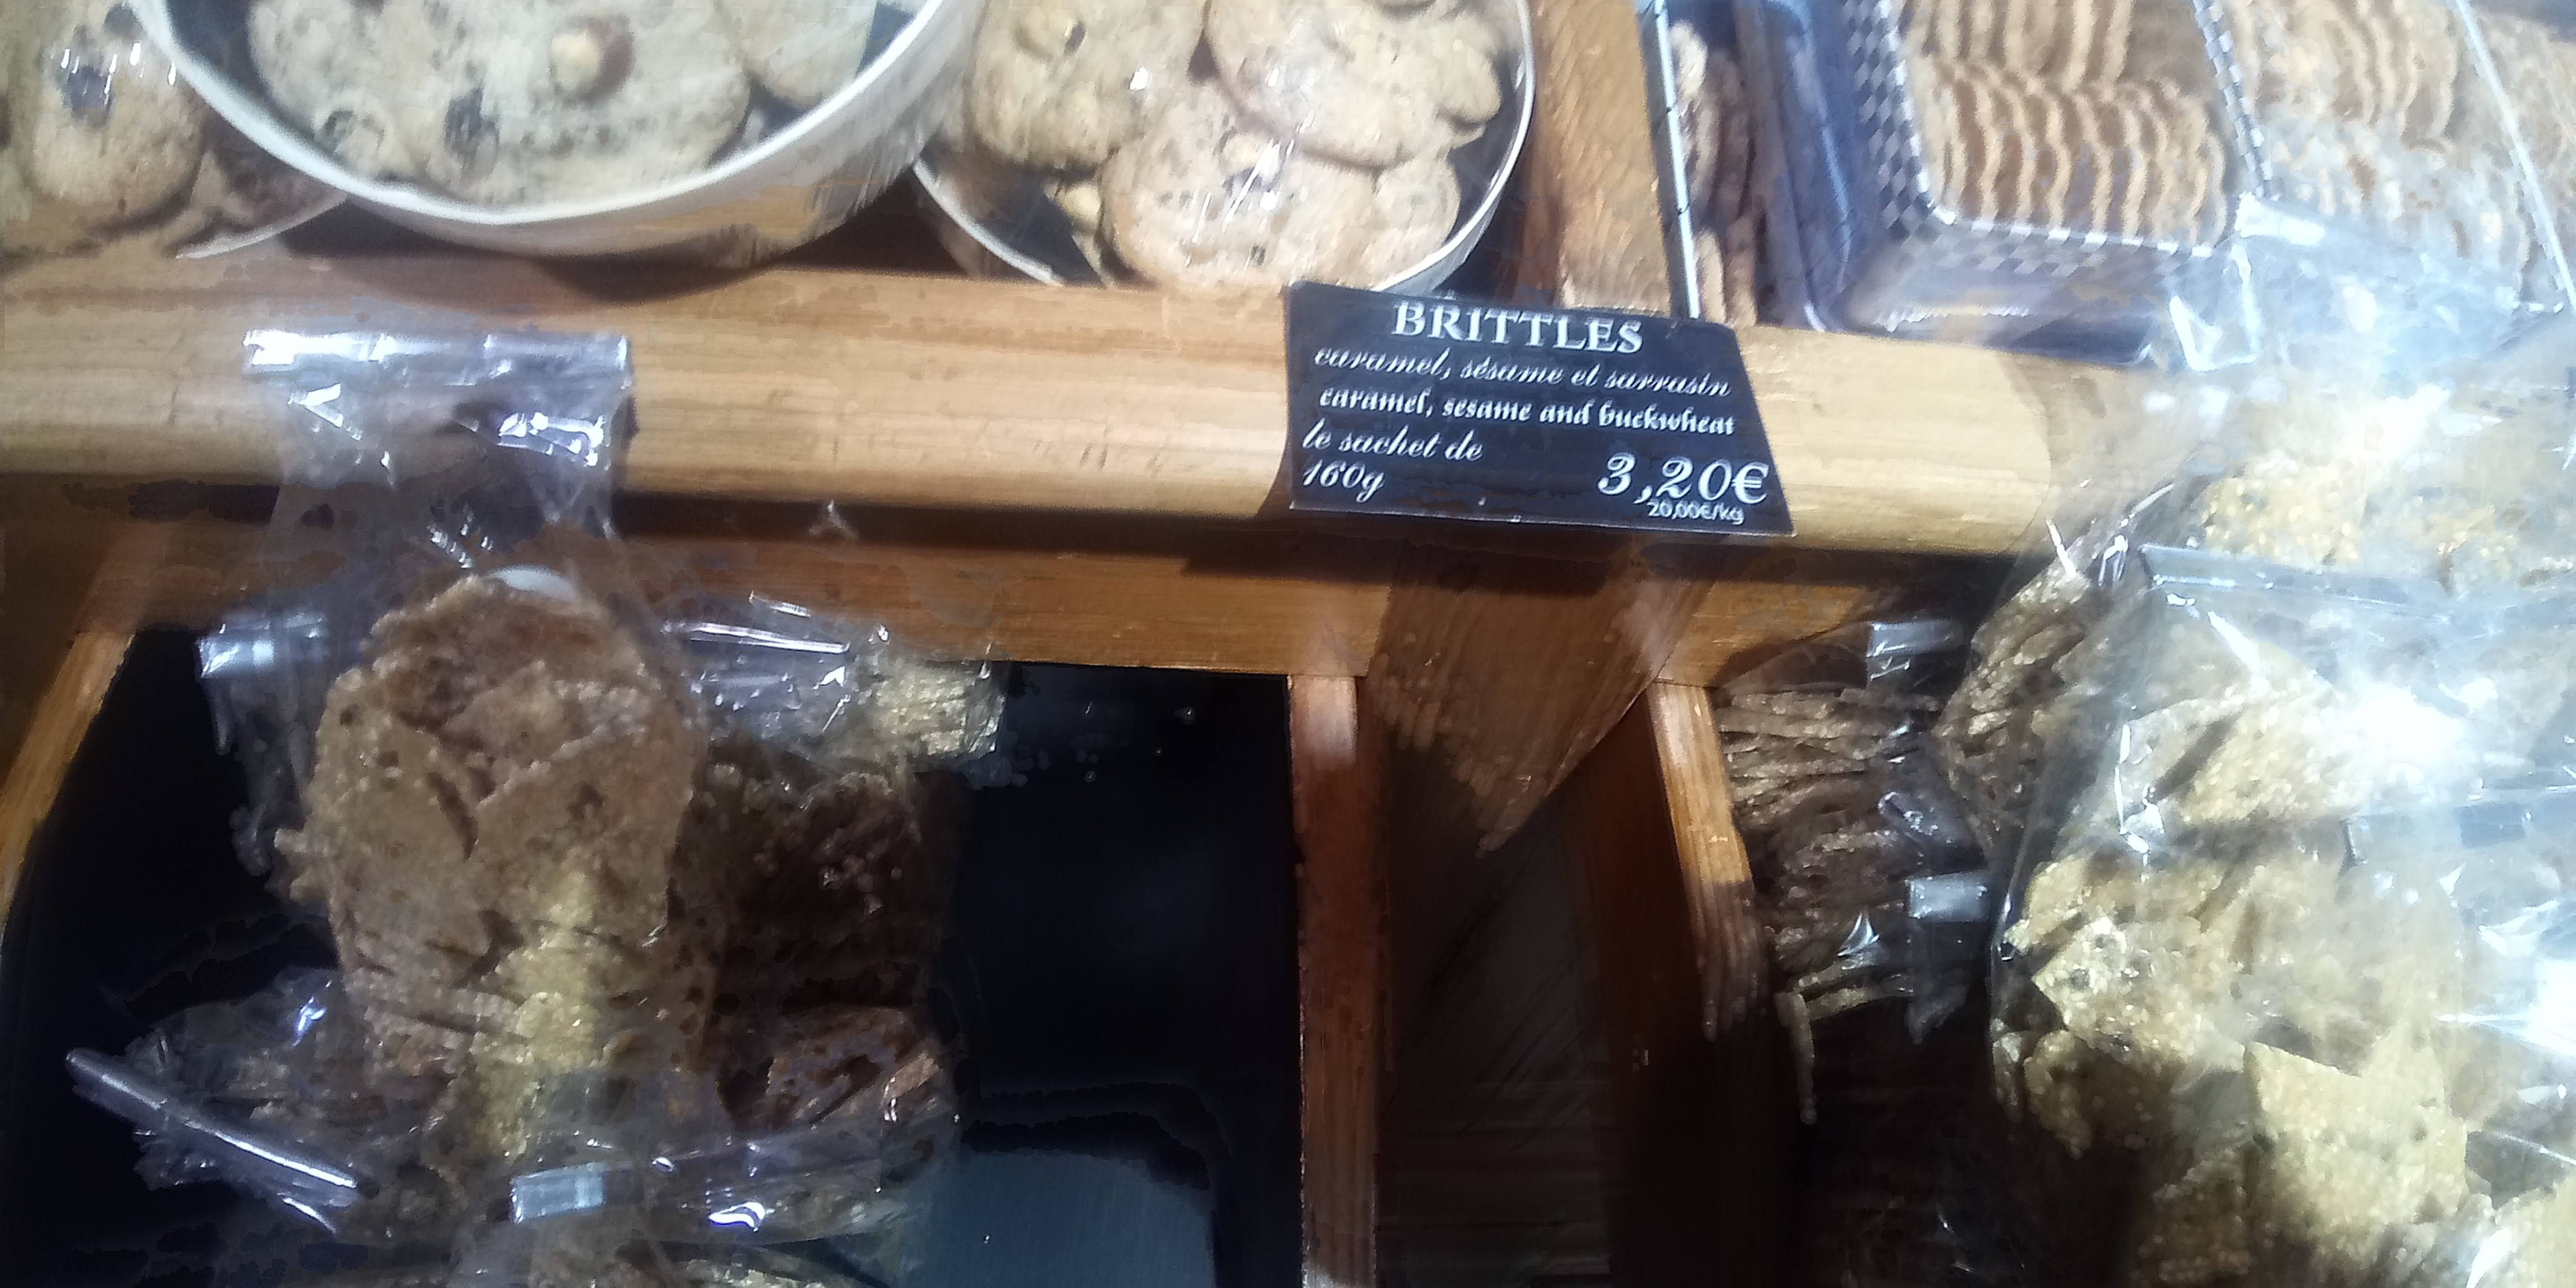 BRITTLES
caramel, sésame et sarrasin
caramel, sesame and buckwheat
le sachet de
160g 3,20€
20,00€/kg